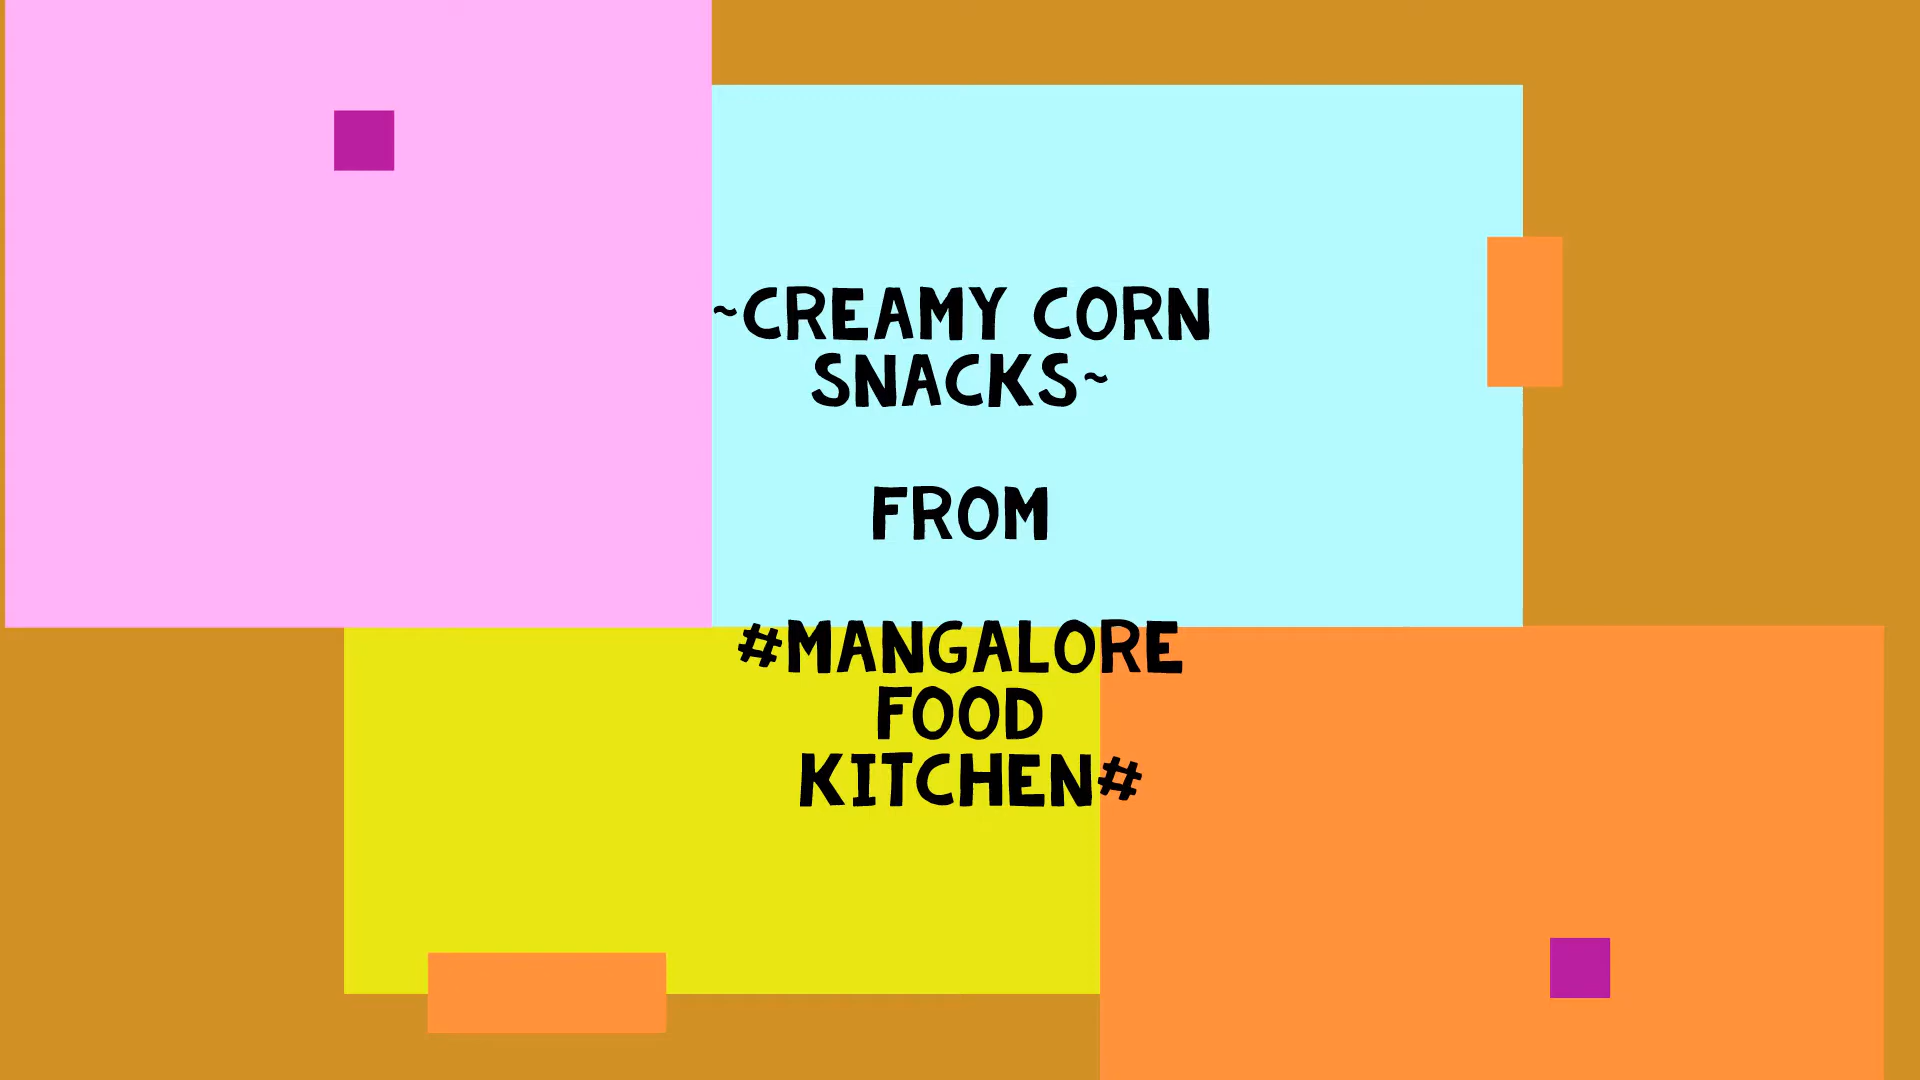 ~CREAMY CORN
SNACKS~
FROM
#MANGALORE
FOOD
KITCHEN#